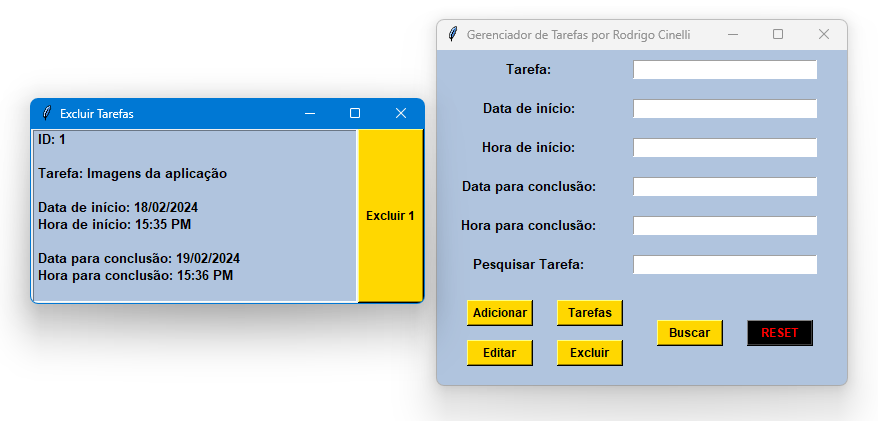 Excluir Tarefas
ID: 1
Tarefa: Imagens da aplicação
Data de início: 18/02/2024
Hora de início: 15:35 PM
Data para conclusão: 19/02/2024
Hora para conclusão: 15:36 PM
Excluir 1
Gerenciador de Tarefas por Rodrigo Cinelli
Tarefa:
Data de início:
Hora de início:
Data para conclusão:
Hora para conclusão:
Pesquisar Tarefa:
Adicionar
Tarefas
Buscar
RESET
Editar
Excluir